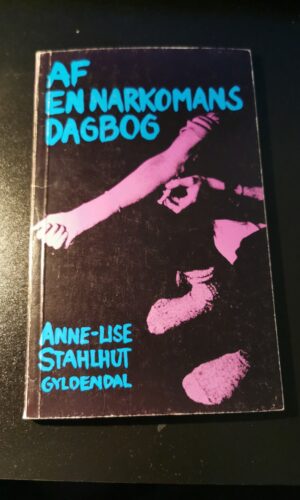 AF
EN NARKOMANS
DAGBOG
ANNE-LISE
STAHLHUT
GYLDENDAL